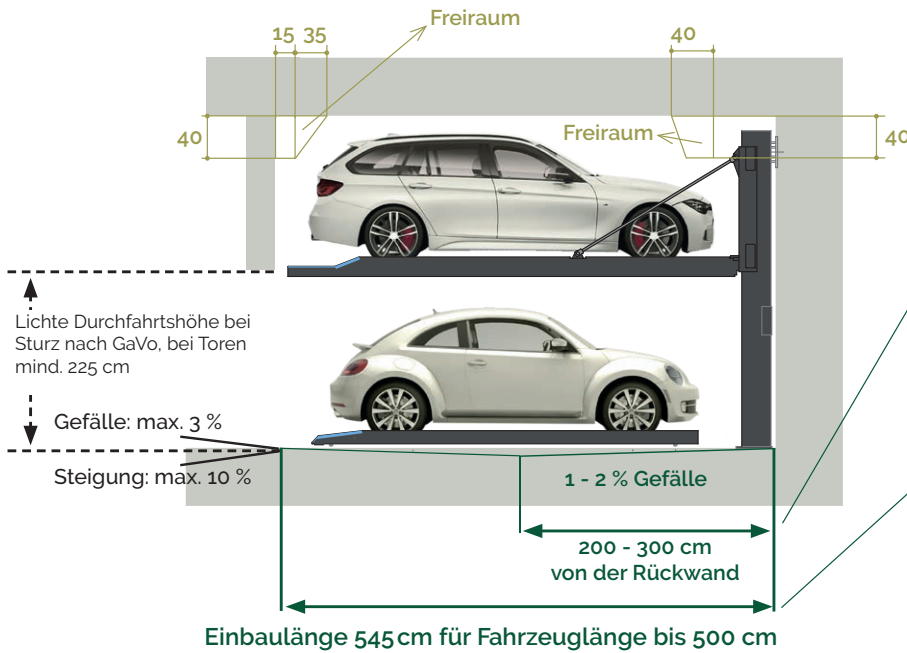 Freiraum
15 35
40
40
Freiraum
40
Lichte Durchfahrtshöhe bei
Sturz nach GaVo, bei Toren
mind. 225 cm
Gefälle: max. 3 %
Steigung: max. 10 %
1 - 2 % Gefälle
200 - 300 cm
von der Rückwand
Einbaulänge 545 cm für Fahrzeuglänge bis 500 cm
40